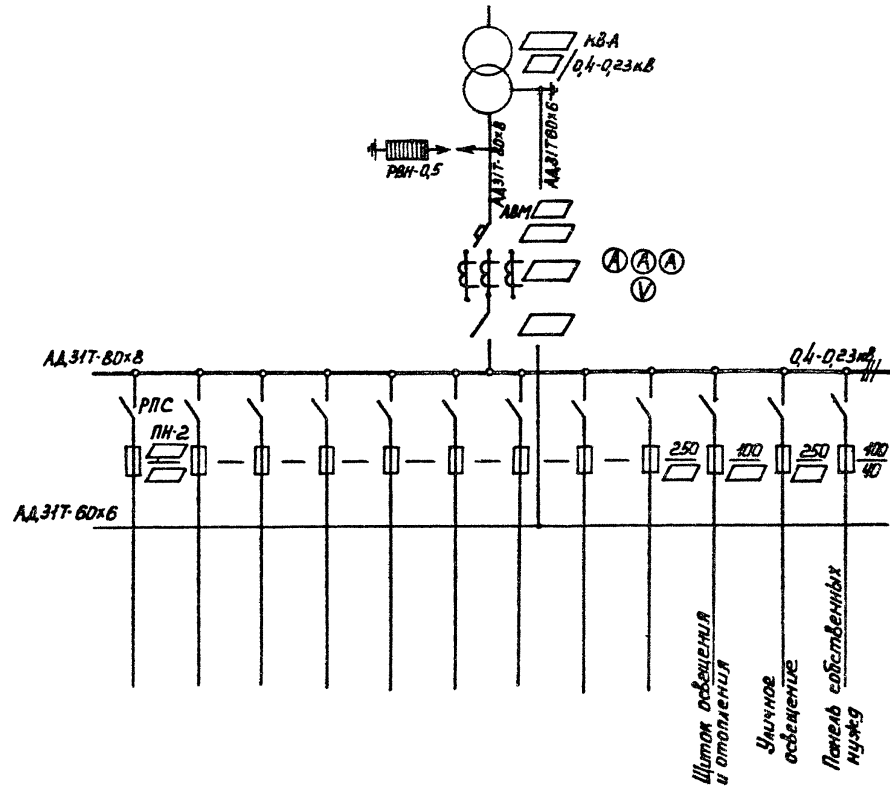 кВ·А
0,4-0,23кВ
АД31Т-80×8
АД31Т60×6
РВН-0,5
АВМ
А А А
V
АД31Т-80×8
0,4-0,23кВ
РПС
ПН-2
250
100
250
100
40
АД31Т-60×6
Щиток освещения
и отопления
Уличное
освещение
Панель собственных
нужд